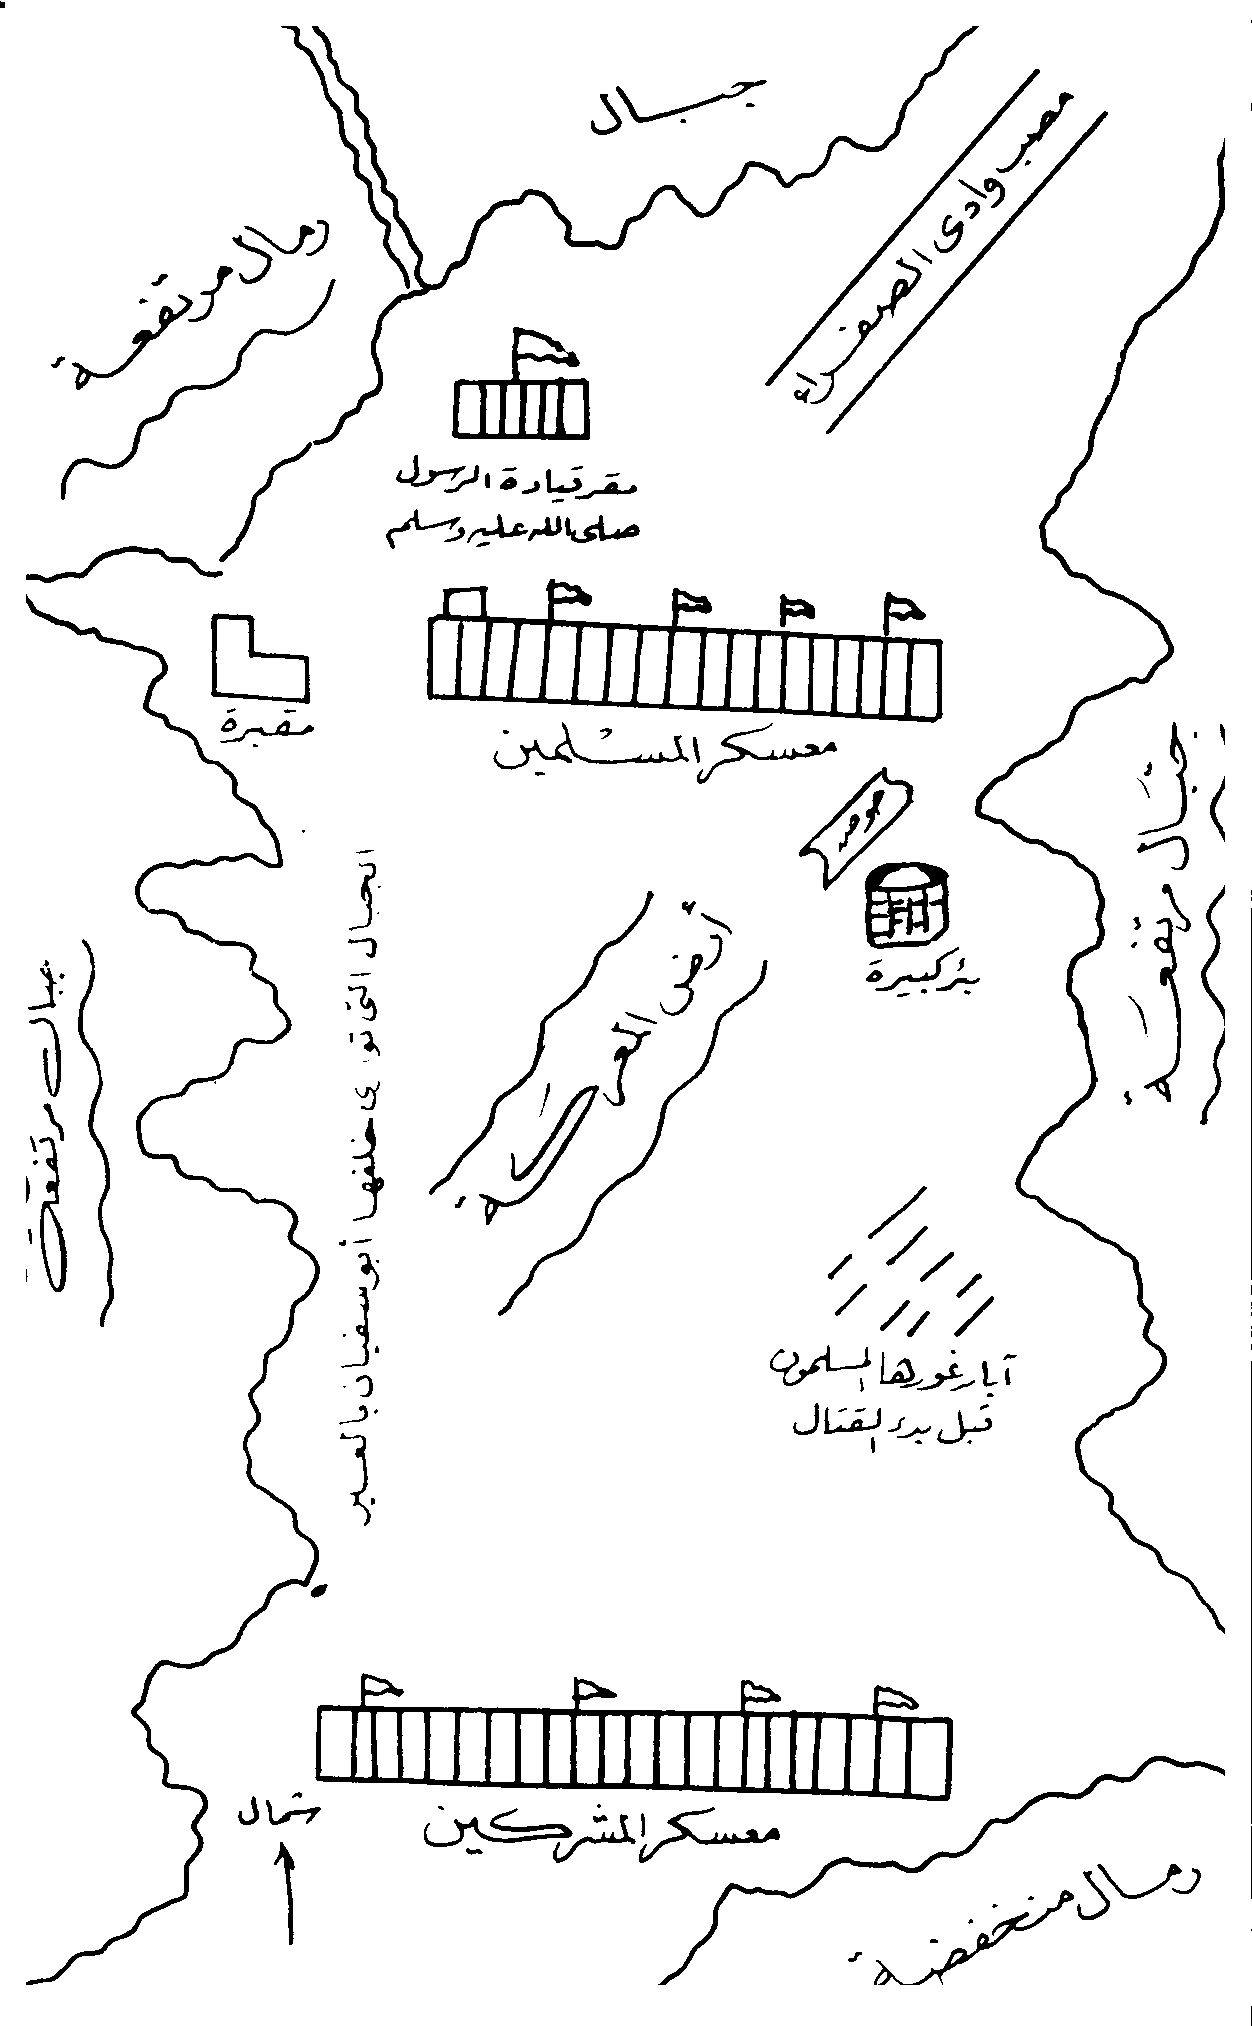 جبال
مصب وادى الصفراء
رمال مرتفعة
مقر قيادة الرسول
صلى الله عليه وسلم
مقبرة
معسكر المسلمين
حوض
بئر كبيرة
جبال مرتفعة
أرض المعركة
الجبال التى توارى خلفها أبو سفيان بالعير
جبال مرتفعة
آبار غورها المسلمون
قبل بدء القتال
معسكر المشركين
شمال
رمال منخفضة